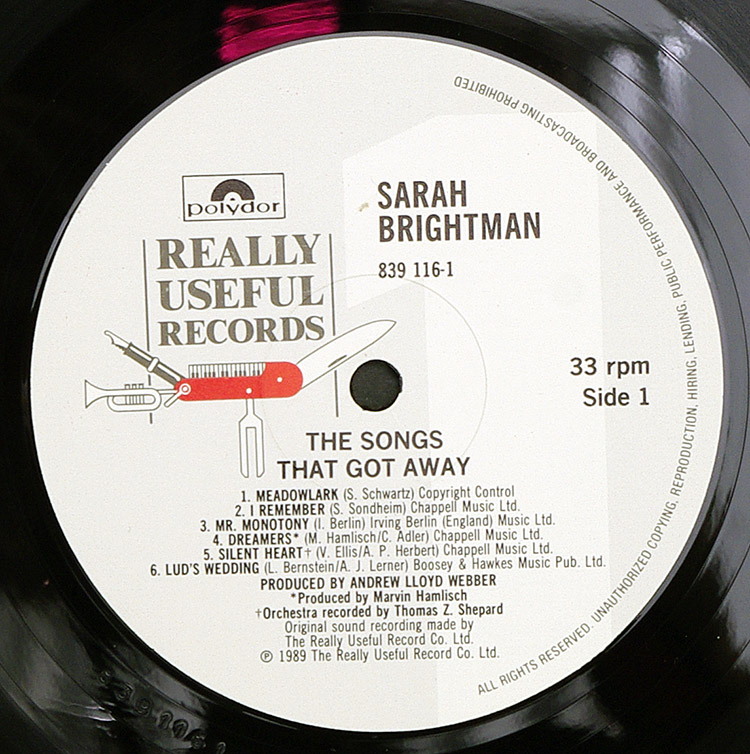 polydor
REALLY
USEFUL
RECORDS
SARAH
BRIGHTMAN
839 116-1
33 rpm
Side 1
THE SONGS
THAT GOT AWAY
1. MEADOWLARK (S. Schwartz) Copyright Control
2. I REMEMBER (S. Sondheim) Chappell Music Ltd.
3. MR. MONOTONY (I. Berlin) Irving Berlin (England) Music Ltd.
4. DREAMERS* (M. Hamlisch/C. Adler) Chappell Music Ltd.
5. SILENT HEART† (V. Ellis/A. P. Herbert) Chappell Music Ltd.
6. LUD'S WEDDING (L. Bernstein/A. J. Lerner) Boosey & Hawkes Music Pub. Ltd.
PRODUCED BY ANDREW LLOYD WEBBER
*Produced by Marvin Hamlisch
†Orchestra recorded by Thomas Z. Shepard
Original sound recording made by
The Really Useful Record Co. Ltd.
℗ 1989 The Really Useful Record Co. Ltd.
ALL RIGHTS RESERVED. UNAUTHORIZED COPYING, REPRODUCTION, HIRING, LENDING, PUBLIC PERFORMANCE AND BROADCASTING PROHIBITED